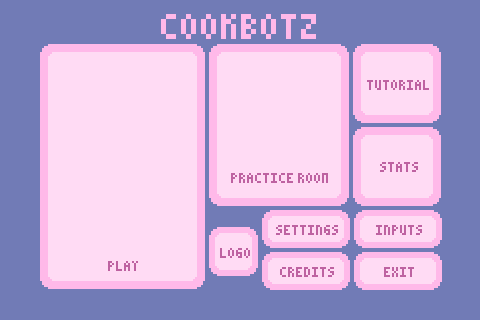 COOKBOTZ
TUTORIAL
PRACTICE ROOM
STATS
PLAY
LOGO
SETTINGS
INPUTS
CREDITS
EXIT